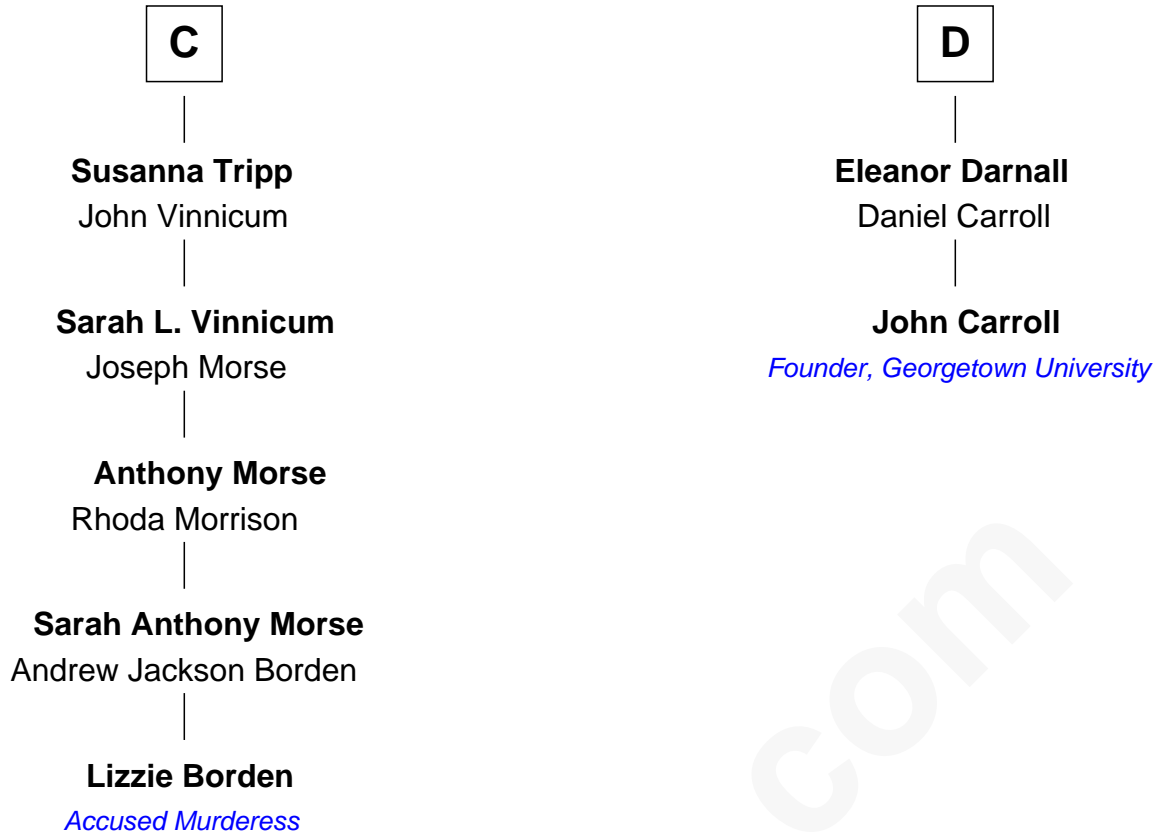 C
Susanna Tripp
John Vinnicum
Sarah L. Vinnicum
Joseph Morse
Anthony Morse
Rhoda Morrison
Sarah Anthony Morse
Andrew Jackson Borden
Lizzie Borden
Accused Murderess
D
Eleanor Darnall
Daniel Carroll
John Carroll
Founder, Georgetown University
com